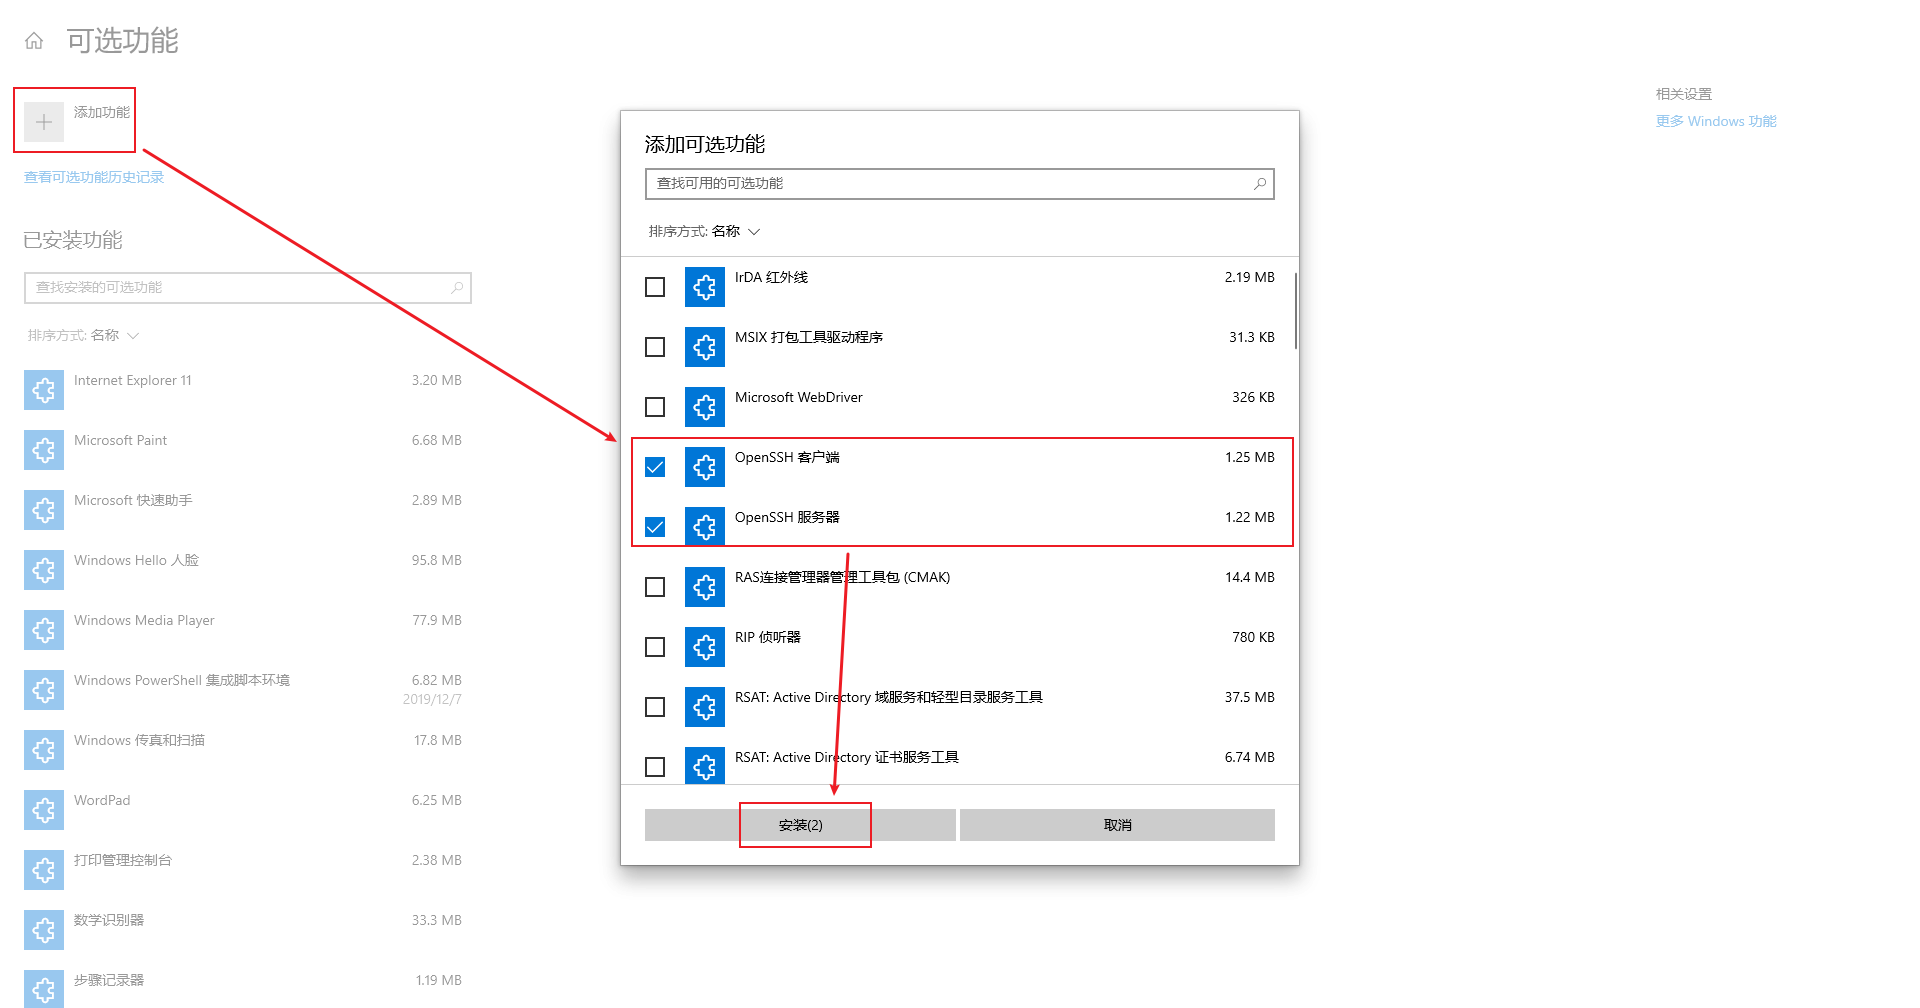 可选功能
添加功能
查看可选功能历史记录
已安装功能
查找安装的可选功能
排序方式: 名称
Internet Explorer 11 3.20 MB
Microsoft Paint 6.68 MB
Microsoft 快速助手 2.89 MB
Windows Hello 人脸 95.8 MB
Windows Media Player 77.9 MB
Windows PowerShell 集成脚本环境 6.82 MB
2019/12/7
Windows 传真和扫描 17.8 MB
WordPad 6.25 MB
打印管理控制台 2.38 MB
数学识别器 33.3 MB
步骤记录器 1.19 MB
添加可选功能
查找可用的可选功能
排序方式: 名称
IrDA 红外线 2.19 MB
MSIX 打包工具驱动程序 31.3 KB
Microsoft WebDriver 326 KB
OpenSSH 客户端 1.25 MB
OpenSSH 服务器 1.22 MB
RAS连接管理器管理工具包 (CMAK) 14.4 MB
RIP 侦听器 780 KB
RSAT: Active Directory 域服务和轻型目录服务工具 37.5 MB
RSAT: Active Directory 证书服务工具 6.74 MB
安装(2) 取消
相关设置
更多 Windows 功能